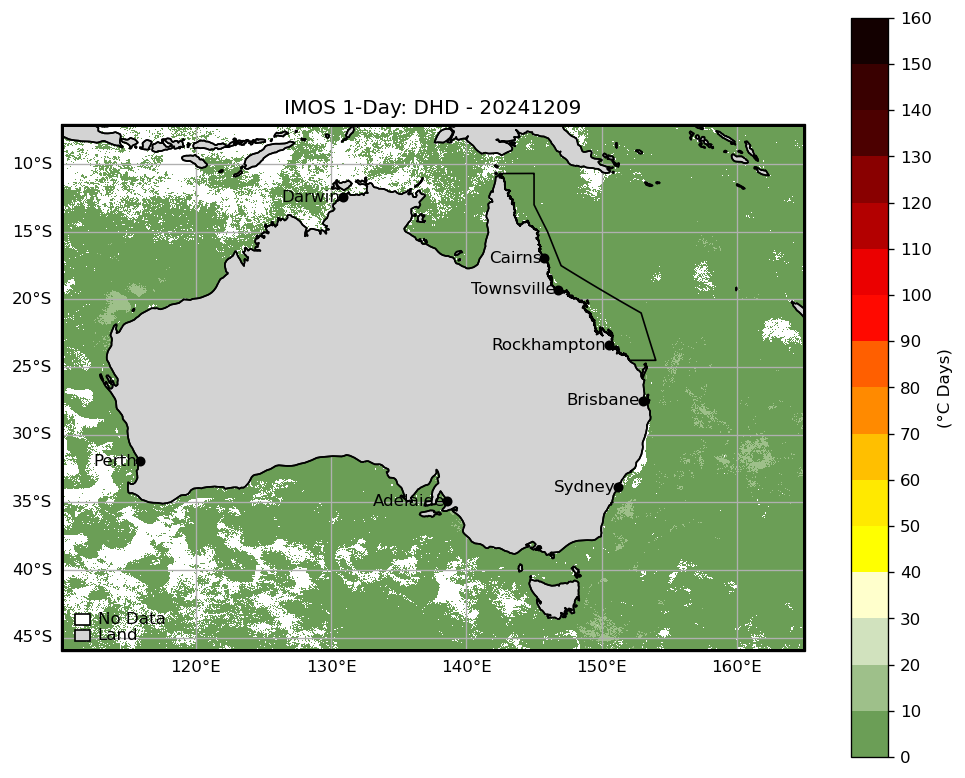 IMOS 1-Day: DHD - 20241209
10°S
15°S
20°S
25°S
30°S
35°S
40°S
45°S
120°E
130°E
140°E
150°E
160°E
Darwin
Cairns
Townsville
Rockhampton
Brisbane
Perth
Sydney
Adelaide
No Data
Land
160
150
140
130
120
110
100
90
80
70
60
50
40
30
20
10
0
(°C Days)